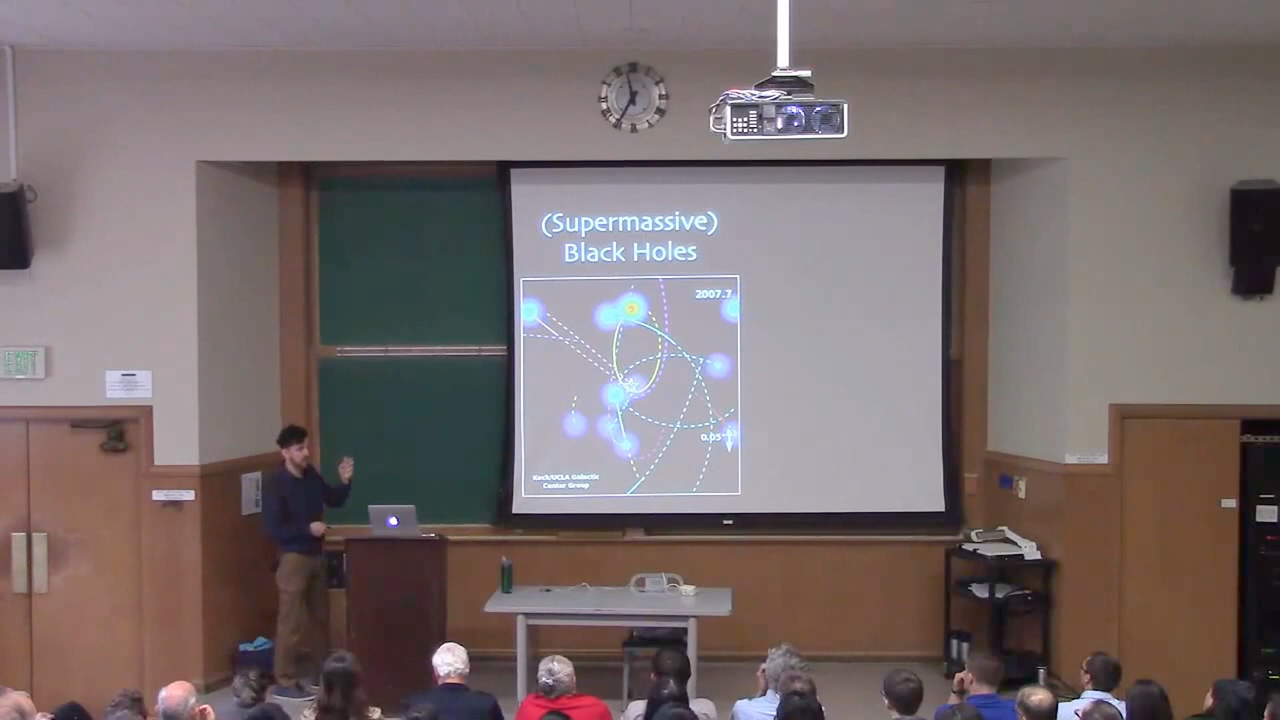 (Supermassive)
Black Holes
2007.7
0.05"
Keck/UCLA Galactic
Center Group
EXIT